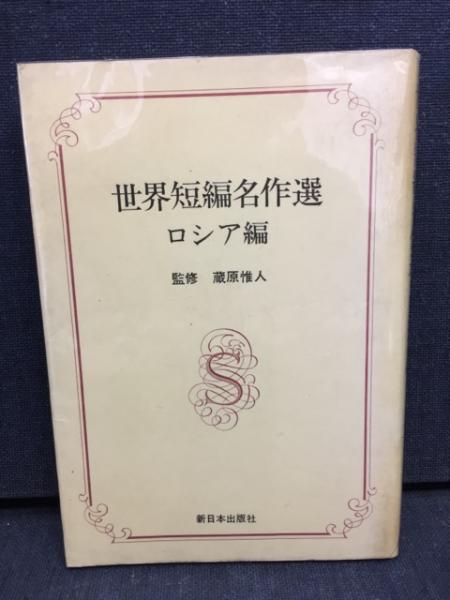 世界短編名作選
ロシア編
監修 蔵原惟人
S
新日本出版社